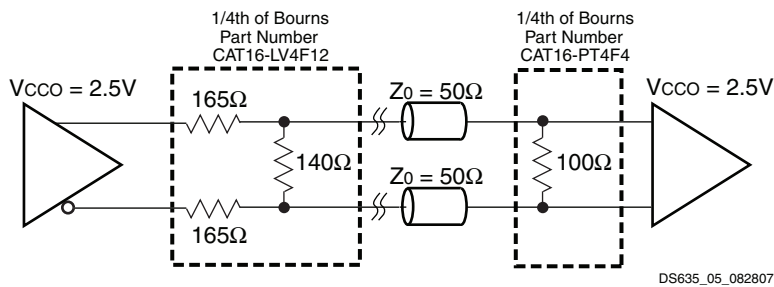 1/4th of Bourns
Part Number
CAT16-LV4F12
1/4th of Bourns
Part Number
CAT16-PT4F4
VCCO = 2.5V
165Ω
Z0 = 50Ω
VCCO = 2.5V
140Ω
100Ω
Z0 = 50Ω
165Ω
DS635_05_082807